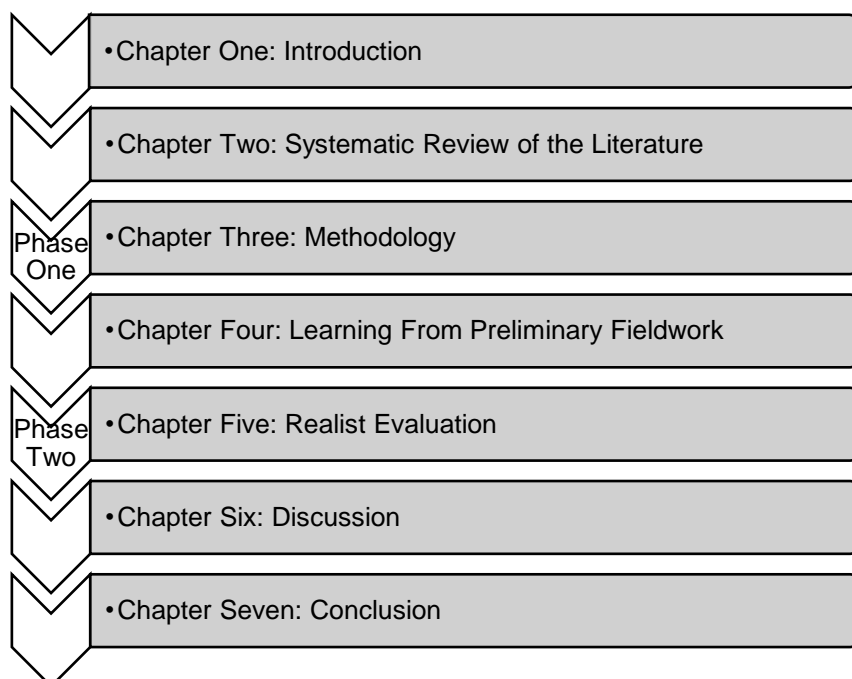 •Chapter One: Introduction
•Chapter Two: Systematic Review of the Literature
Phase
One
•Chapter Three: Methodology
•Chapter Four: Learning From Preliminary Fieldwork
Phase
Two
•Chapter Five: Realist Evaluation
•Chapter Six: Discussion
•Chapter Seven: Conclusion